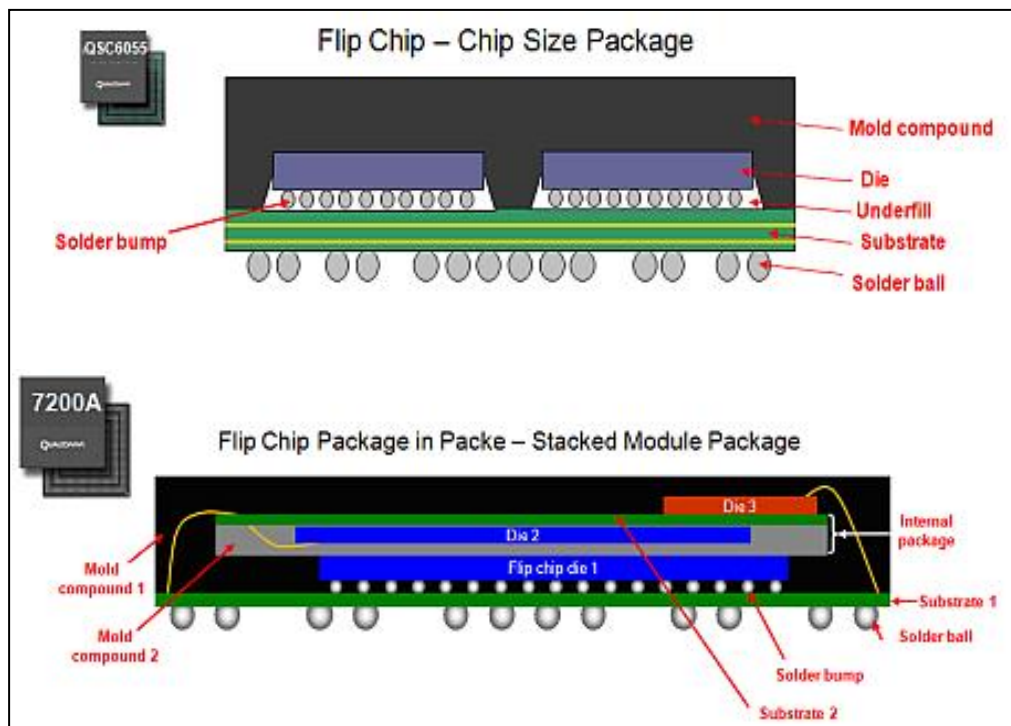 QSC6055
QUALCOMM
Flip Chip – Chip Size Package
Mold compound
Die
Underfill
Solder bump
Substrate
Solder ball
7200A
QUALCOMM
Flip Chip Package in Packe – Stacked Module Package
Die 3
Die 2
Internal
package
Flip chip die 1
Mold
compound 1
Substrate 1
Mold
compound 2
Solder ball
Solder bump
Substrate 2